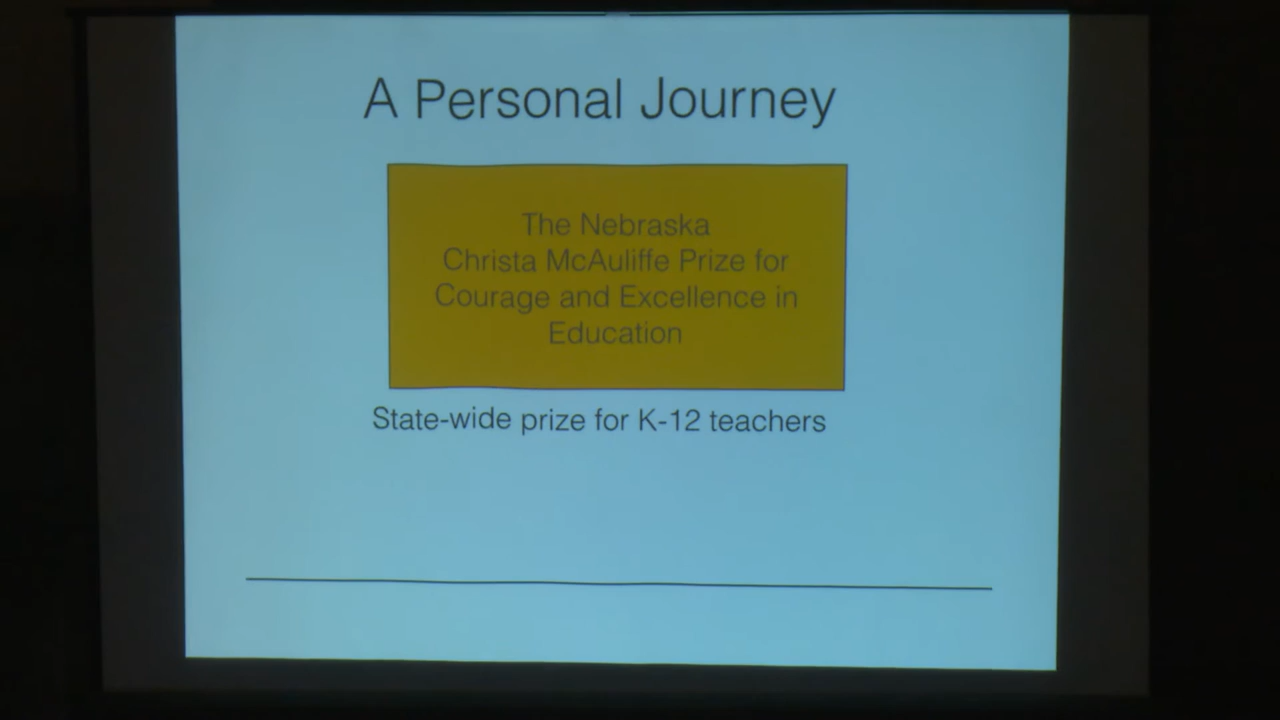 A Personal Journey
The Nebraska
Christa McAuliffe Prize for
Courage and Excellence in
Education
State-wide prize for K-12 teachers